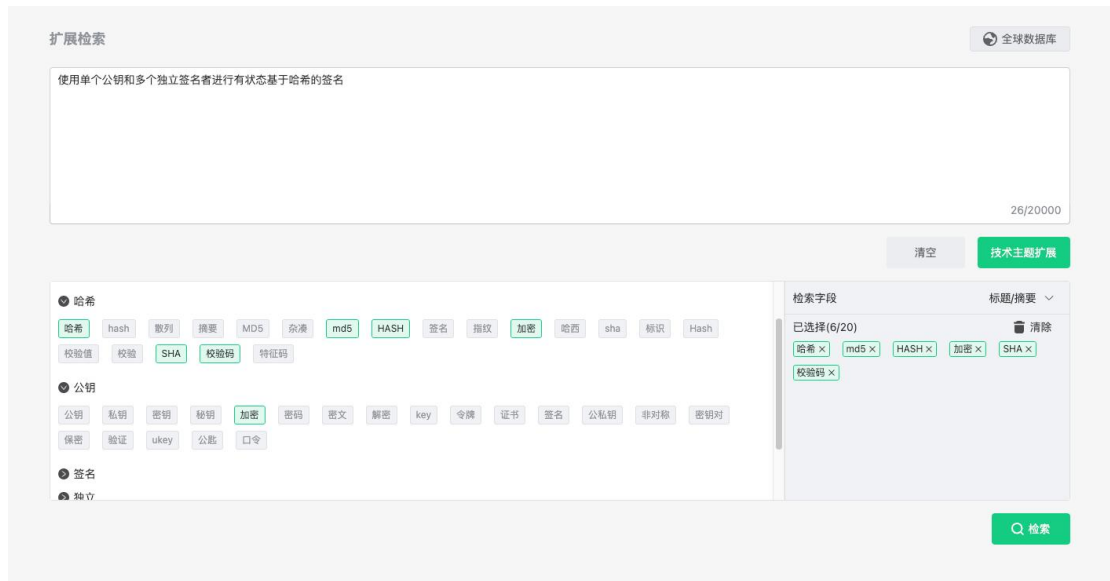 扩展检索
全球数据库
使用单个公钥和多个独立签名者进行有状态基于哈希的签名
26/20000
清空 技术主题扩展
哈希
哈希 hash 散列 摘要 MD5 杂凑 md5 HASH 签名 指纹 加密 哈西 sha 标识 Hash
校验值 校验 SHA 校验码 特征码
公钥
公钥 私钥 密钥 秘钥 加密 密码 密文 解密 key 令牌 证书 签名 公私钥 非对称 密钥对
保密 验证 ukey 公匙 口令
签名
独立
检索字段 标题/摘要
已选择(6/20) 清除
哈希 × md5 × HASH × 加密 × SHA ×
校验码 ×
检索